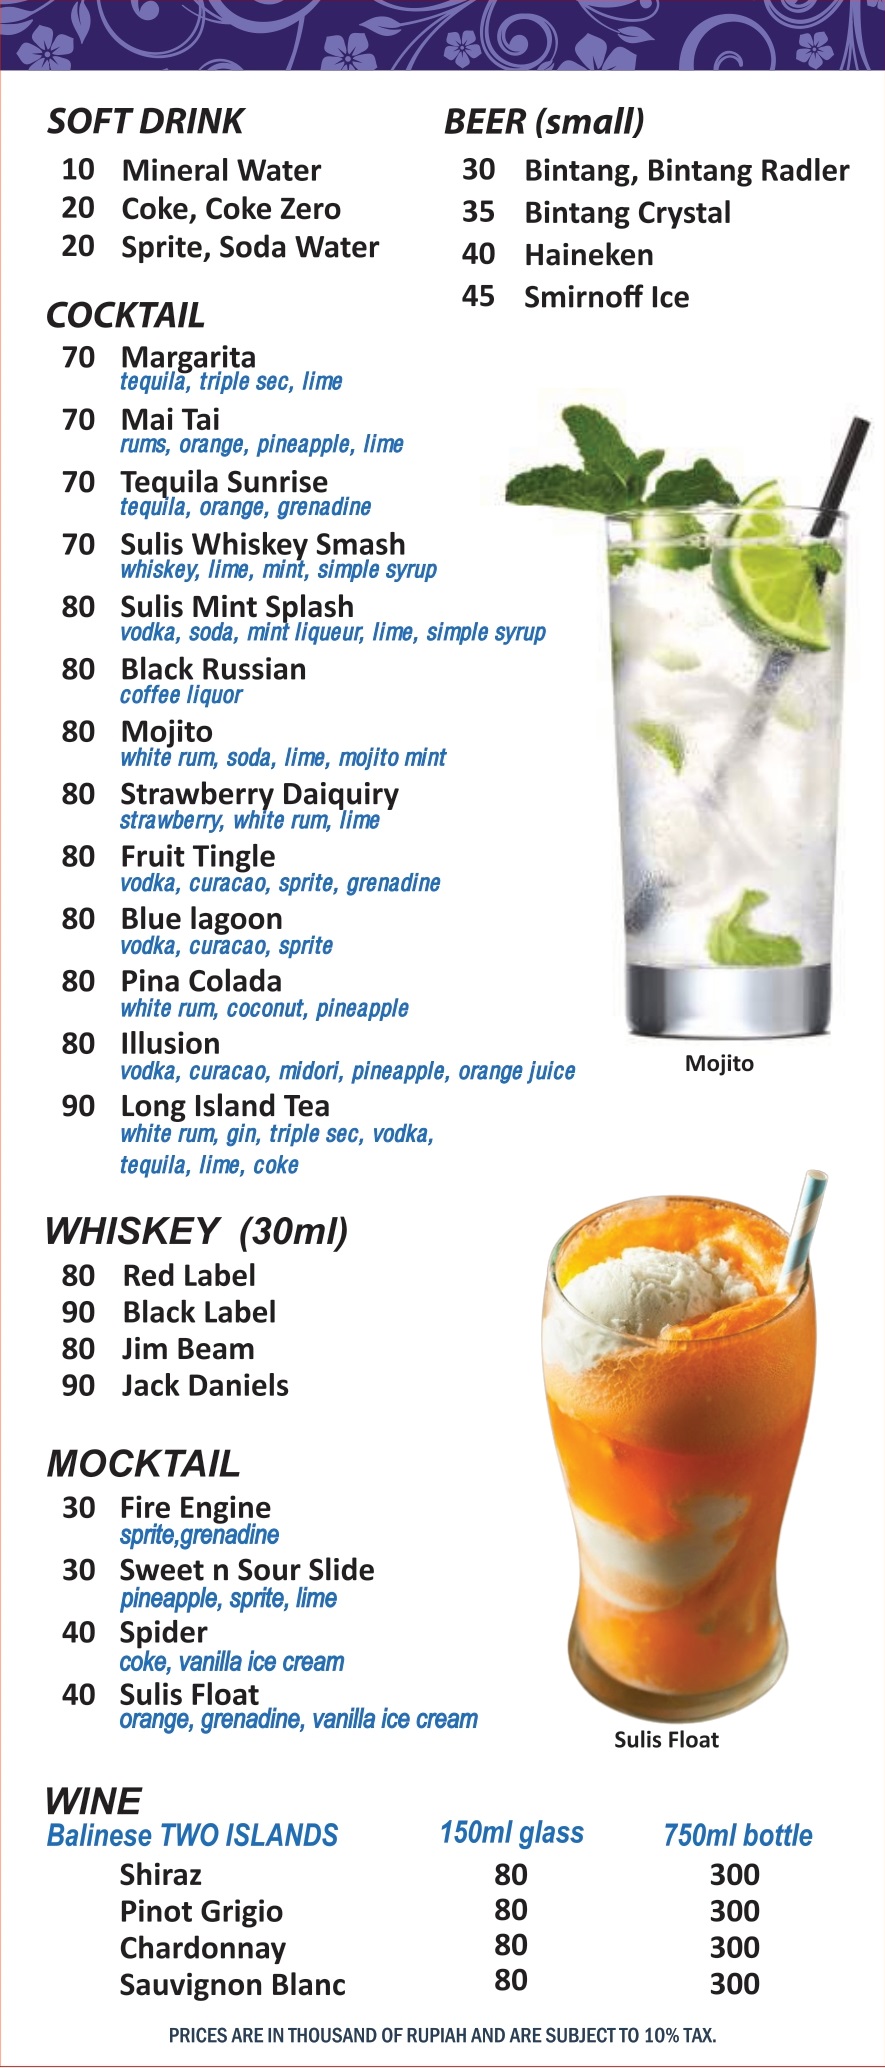 SOFT DRINK
10 Mineral Water
20 Coke, Coke Zero
20 Sprite, Soda Water
BEER (small)
30 Bintang, Bintang Radler
35 Bintang Crystal
40 Haineken
45 Smirnoff Ice
COCKTAIL
70 Margarita
tequila, triple sec, lime
70 Mai Tai
rums, orange, pineapple, lime
70 Tequila Sunrise
tequila, orange, grenadine
70 Sulis Whiskey Smash
whiskey, lime, mint, simple syrup
80 Sulis Mint Splash
vodka, soda, mint liqueur, lime, simple syrup
80 Black Russian
coffee liquor
80 Mojito
white rum, soda, lime, mojito mint
80 Strawberry Daiquiry
strawberry, white rum, lime
80 Fruit Tingle
vodka, curacao, sprite, grenadine
80 Blue lagoon
vodka, curacao, sprite
80 Pina Colada
white rum, coconut, pineapple
80 Illusion
vodka, curacao, midori, pineapple, orange juice
90 Long Island Tea
white rum, gin, triple sec, vodka,
tequila, lime, coke
Mojito
WHISKEY (30ml)
80 Red Label
90 Black Label
80 Jim Beam
90 Jack Daniels
MOCKTAIL
30 Fire Engine
sprite,grenadine
30 Sweet n Sour Slide
pineapple, sprite, lime
40 Spider
coke, vanilla ice cream
40 Sulis Float
orange, grenadine, vanilla ice cream
Sulis Float
WINE
Balinese TWO ISLANDS 150ml glass 750ml bottle
Shiraz 80 300
Pinot Grigio 80 300
Chardonnay 80 300
Sauvignon Blanc 80 300
PRICES ARE IN THOUSAND OF RUPIAH AND ARE SUBJECT TO 10% TAX.